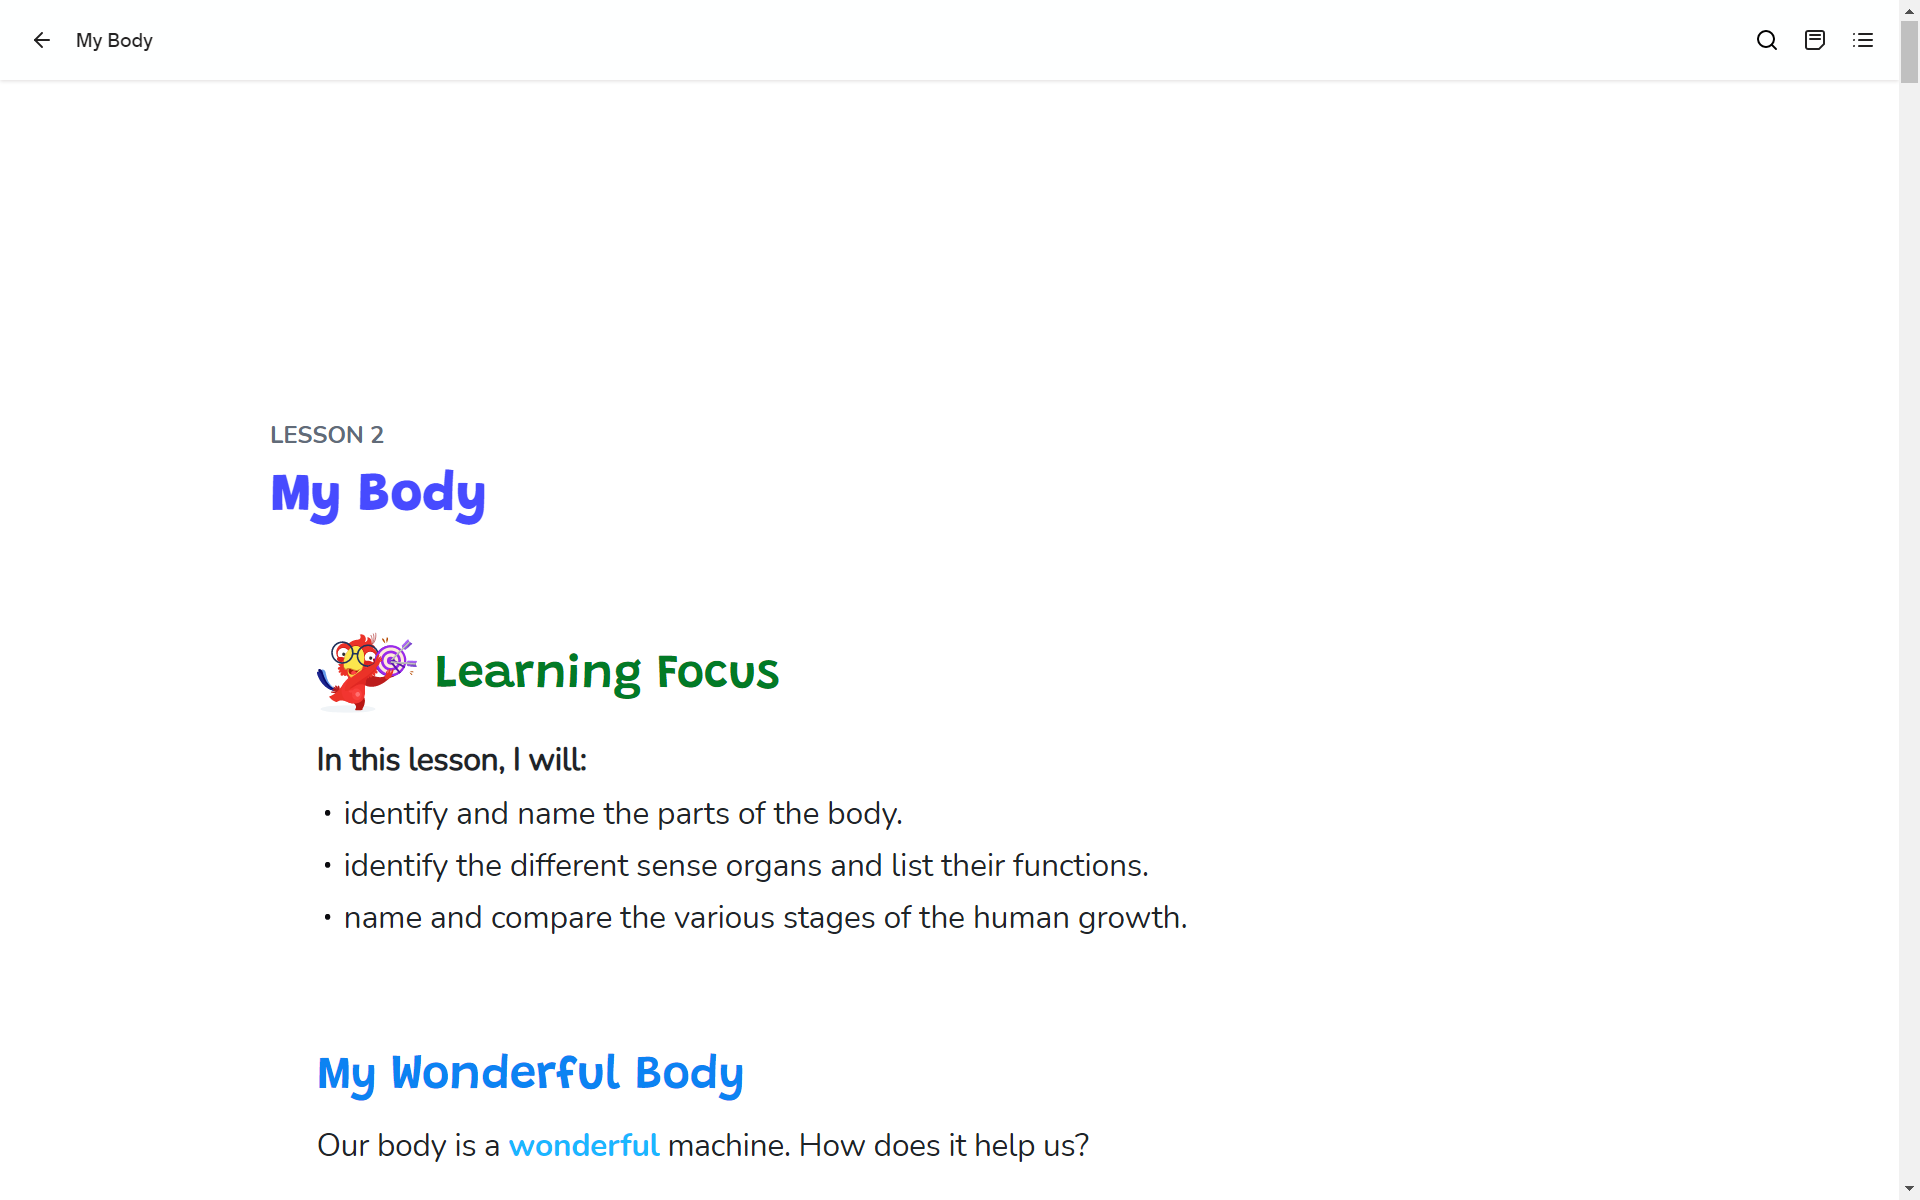 My Body
LESSON 2
My Body
Learning Focus
In this lesson, I will:
• identify and name the parts of the body.
• identify the different sense organs and list their functions.
• name and compare the various stages of the human growth.
My Wonderful Body
Our body is a wonderful machine. How does it help us?